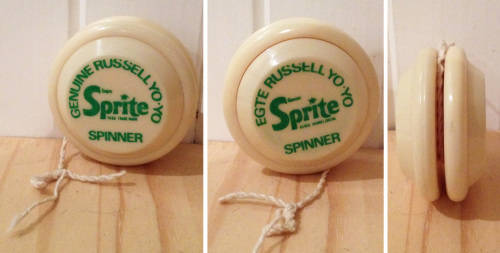 GENUINE RUSSELL YO-YO
Sprite
SPINNER
EGTE RUSSELL YO-YO
Sprite
SPINNER